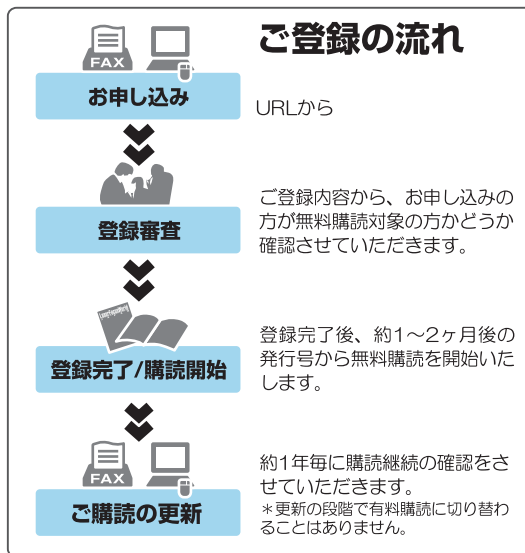 ご登録の流れ
FAX
お申し込み
URLから
登録審査
ご登録内容から、お申し込みの
方が無料購読対象の方かどうか
確認させていただきます。
登録完了/購読開始
登録完了後、約1～2ヶ月後の
発行号から無料購読を開始いた
します。
FAX
ご購読の更新
約1年毎に購読継続の確認をさ
せていただきます。
＊更新の段階で有料購読に切り替わ
ることはありません。